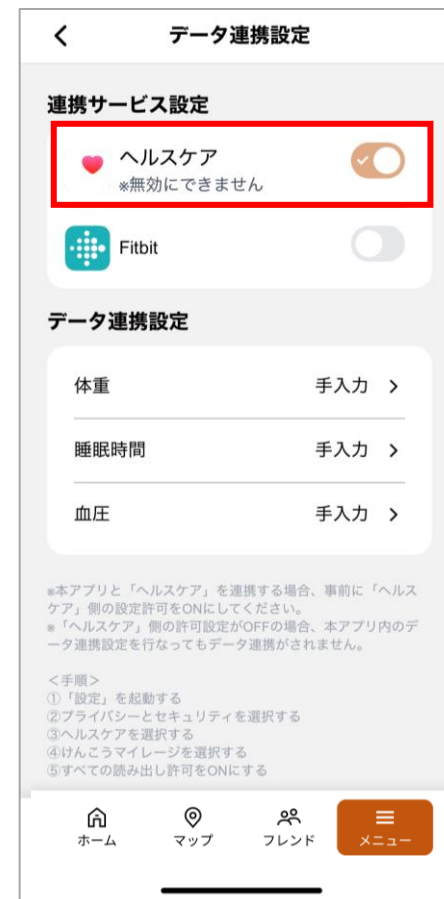 データ連携設定
連携サービス設定
ヘルスケア
※無効にできません
Fitbit
データ連携設定
体重 手入力
睡眠時間 手入力
血圧 手入力
※本アプリと「ヘルスケア」を連携する場合、事前に「ヘルス
ケア」側の設定許可をONにしてください。
※「ヘルスケア」側の許可設定がOFFの場合、本アプリ内のデ
ータ連携設定を行なってもデータ連携がされません。
＜手順＞
①「設定」を起動する
②プライバシーとセキュリティを選択する
③ヘルスケアを選択する
④けんこうマイレージを選択する
⑤すべての読み出し許可をONにする
ホーム マップ フレンド メニュー